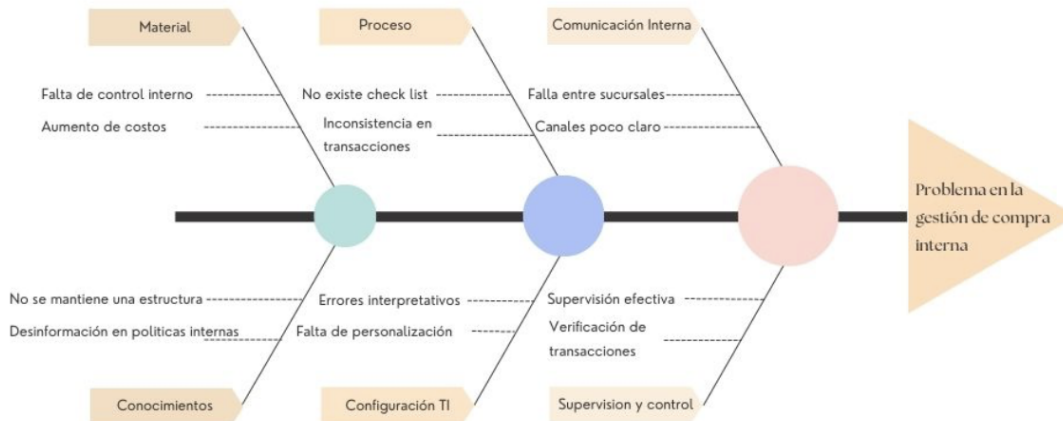 Material
Proceso
Comunicación Interna
Falta de control interno
Aumento de costos
No existe check list
Inconsistencia en
transacciones
Falla entre sucursales
Canales poco claro
Problema en la
gestión de compra
interna
No se mantiene una estructura
Desinformación en politicas internas
Errores interpretativos
Falta de personalización
Supervisión efectiva
Verificación de
transacciones
Conocimientos
Configuración TI
Supervision y control